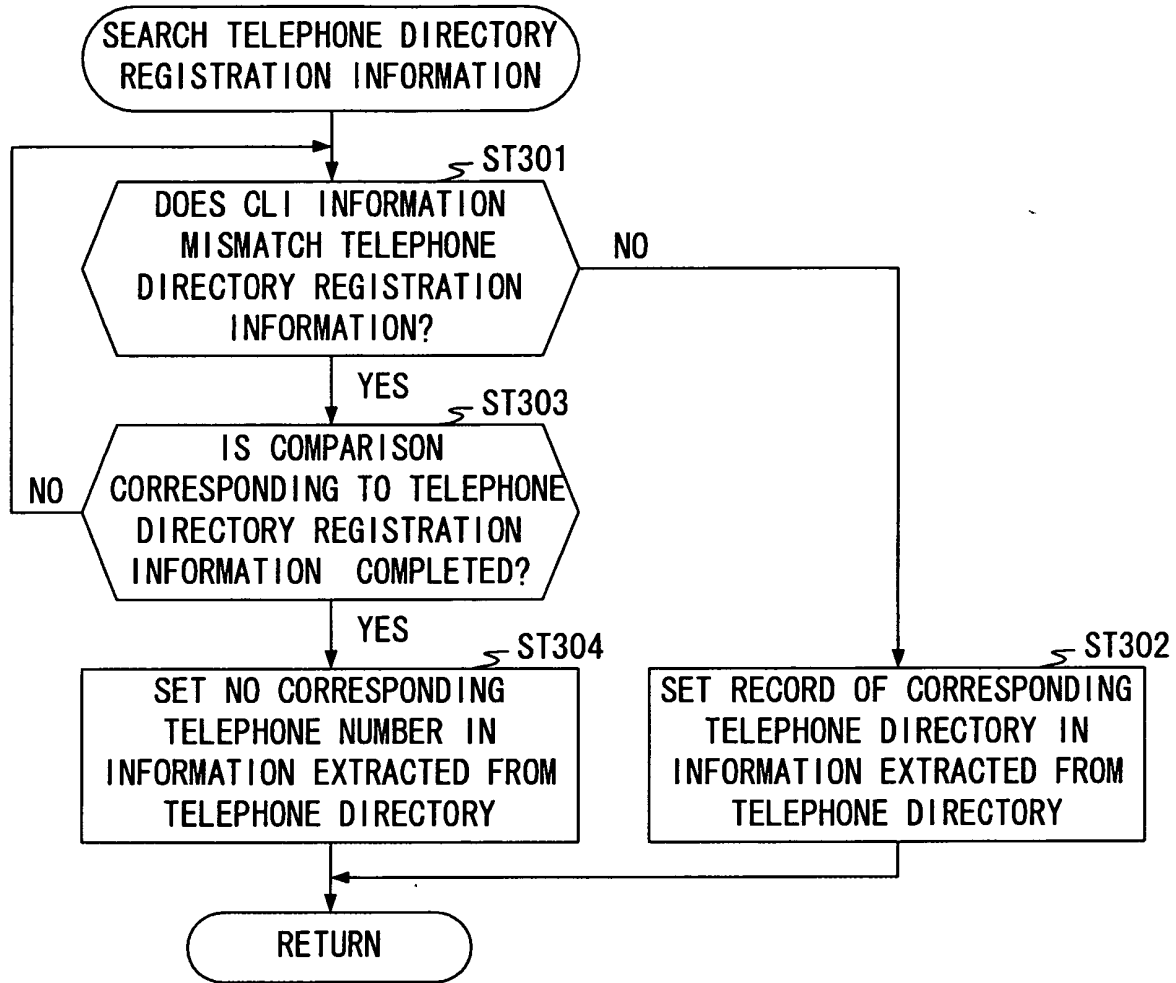 SEARCH TELEPHONE DIRECTORY
REGISTRATION INFORMATION
ST301
DOES CLI INFORMATION
MISMATCH TELEPHONE
DIRECTORY REGISTRATION
INFORMATION?
NO
YES
ST303
IS COMPARISON
CORRESPONDING TO TELEPHONE
DIRECTORY REGISTRATION
INFORMATION COMPLETED?
NO
YES
ST304
SET NO CORRESPONDING
TELEPHONE NUMBER IN
INFORMATION EXTRACTED FROM
TELEPHONE DIRECTORY
ST302
SET RECORD OF CORRESPONDING
TELEPHONE DIRECTORY IN
INFORMATION EXTRACTED FROM
TELEPHONE DIRECTORY
RETURN